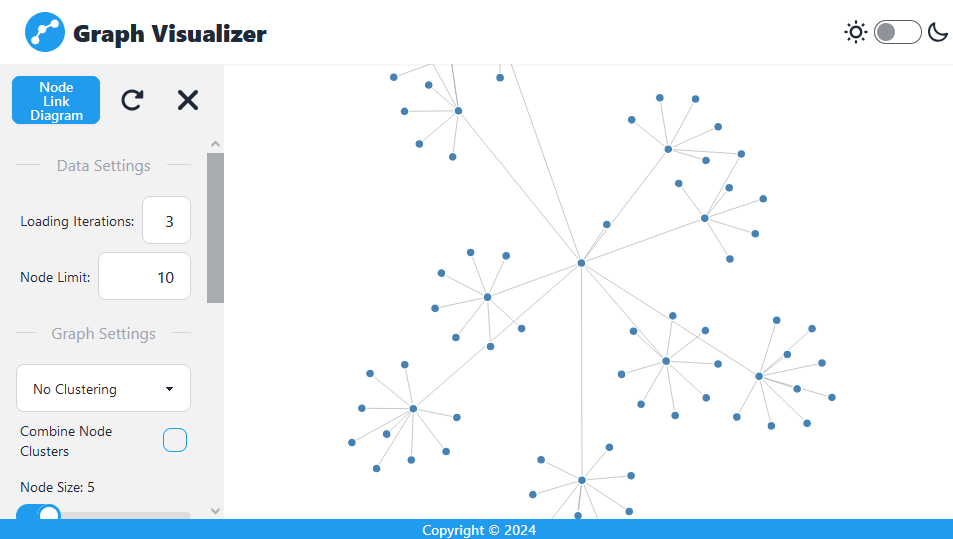 Graph Visualizer
Node
Link
Diagram
Data Settings
Loading Iterations: 3
Node Limit: 10
Graph Settings
No Clustering
Combine Node
Clusters
Node Size: 5
Copyright © 2024